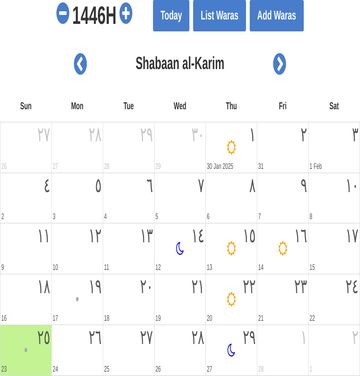 1446H
Today
List Waras
Add Waras
Shabaan al-Karim
Sun Mon Tue Wed Thu Fri Sat
٢٧ ٢٨ ٢٩ ٣٠ ١ ٢ ٣
26 27 28 29 30 Jan 2025 31 1 Feb
٤ ٥ ٦ ٧ ٨ ٩ ١٠
2 3 4 5 6 7 8
١١ ١٢ ١٣ ١٤ ١٥ ١٦ ١٧
9 10 11 12 13 14 15
١٨ ١٩ ٢٠ ٢١ ٢٢ ٢٣ ٢٤
16 17 18 19 20 21 22
٢٥ ٢٦ ٢٧ ٢٨ ٢٩ ١ ٢
23 24 25 26 27 28 1